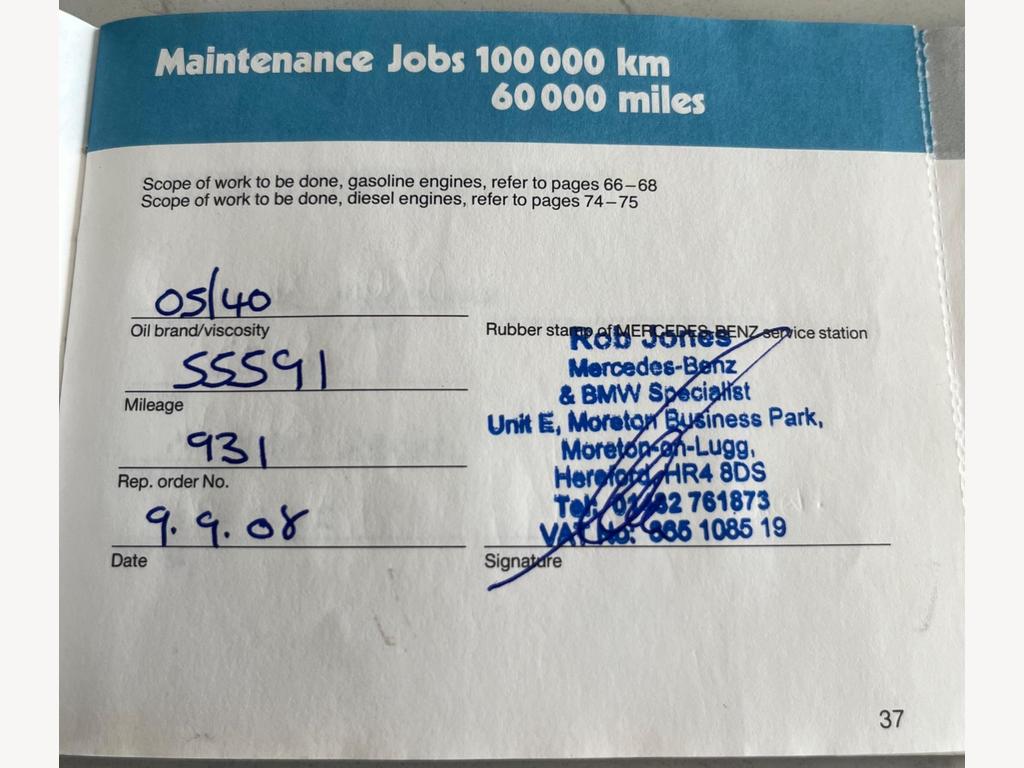 Maintenance Jobs 100 000 km
60 000 miles
Scope of work to be done, gasoline engines, refer to pages 66–68
Scope of work to be done, diesel engines, refer to pages 74–75
05/40
Oil brand/viscosity
55591
Mileage
931
Rep. order No.
9.9.08
Date
Rubber stamp of MERCEDES-BENZ service station
Rob Jones
Mercedes-Benz
& BMW Specialist
Unit E, Moreton Business Park,
Moreton-on-Lugg,
Hereford, HR4 8DS
Tel: 01432 761873
VAT No: 865 1085 19
Signature
37